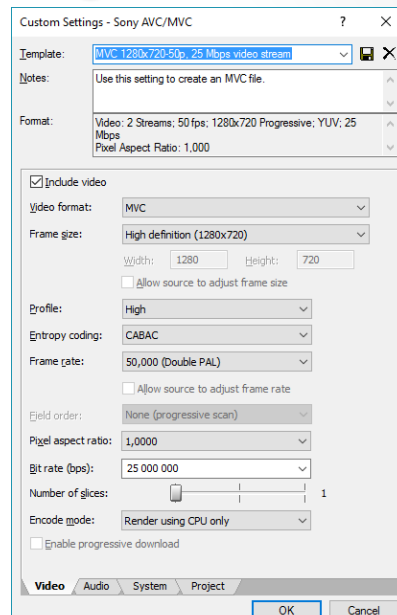 Custom Settings - Sony AVC/MVC ? ×
Template: MVC 1280x720-50p, 25 Mbps video stream
Notes: Use this setting to create an MVC file.
Format: Video: 2 Streams; 50 fps; 1280x720 Progressive; YUV; 25
Mbps
Pixel Aspect Ratio: 1,000
Include video
Video format: MVC
Frame size: High definition (1280x720)
Width: 1280 Height: 720
Allow source to adjust frame size
Profile: High
Entropy coding: CABAC
Frame rate: 50,000 (Double PAL)
Allow source to adjust frame rate
Field order: None (progressive scan)
Pixel aspect ratio: 1,0000
Bit rate (bps): 25 000 000
Number of slices: 1
Encode mode: Render using CPU only
Enable progressive download
Video Audio System Project
OK Cancel